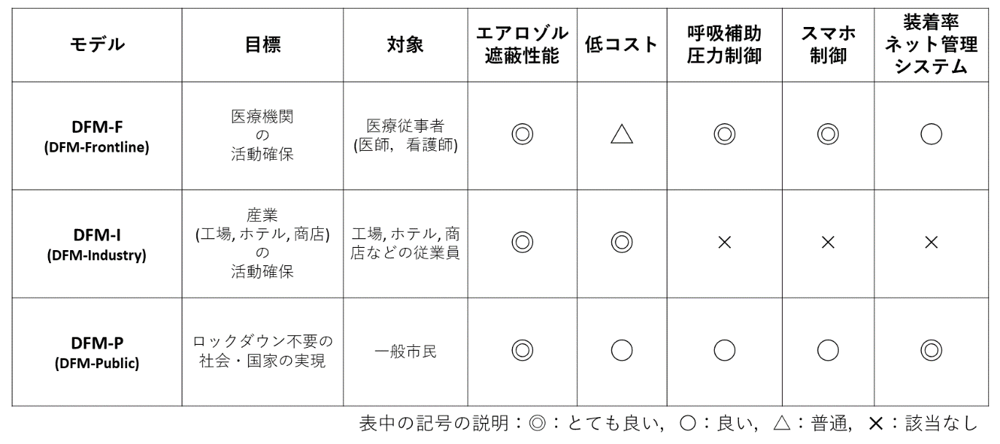 モデル
目標
対象
エアロゾル
遮蔽性能
低コスト
呼吸補助
圧力制御
スマホ
制御
装着率
ネット管理
システム
DFM-F
(DFM-Frontline)
医療機関
の
活動確保
医療従事者
(医師，看護師)
◎
△
◎
◎
○
DFM-I
(DFM-Industry)
産業
(工場, ホテル, 商店)
の
活動確保
工場, ホテル, 商
店などの従業員
◎
◎
×
×
×
DFM-P
(DFM-Public)
ロックダウン不要の
社会・国家の実現
一般市民
◎
○
○
○
◎
表中の記号の説明：◎：とても良い，○：良い，△：普通，×：該当なし